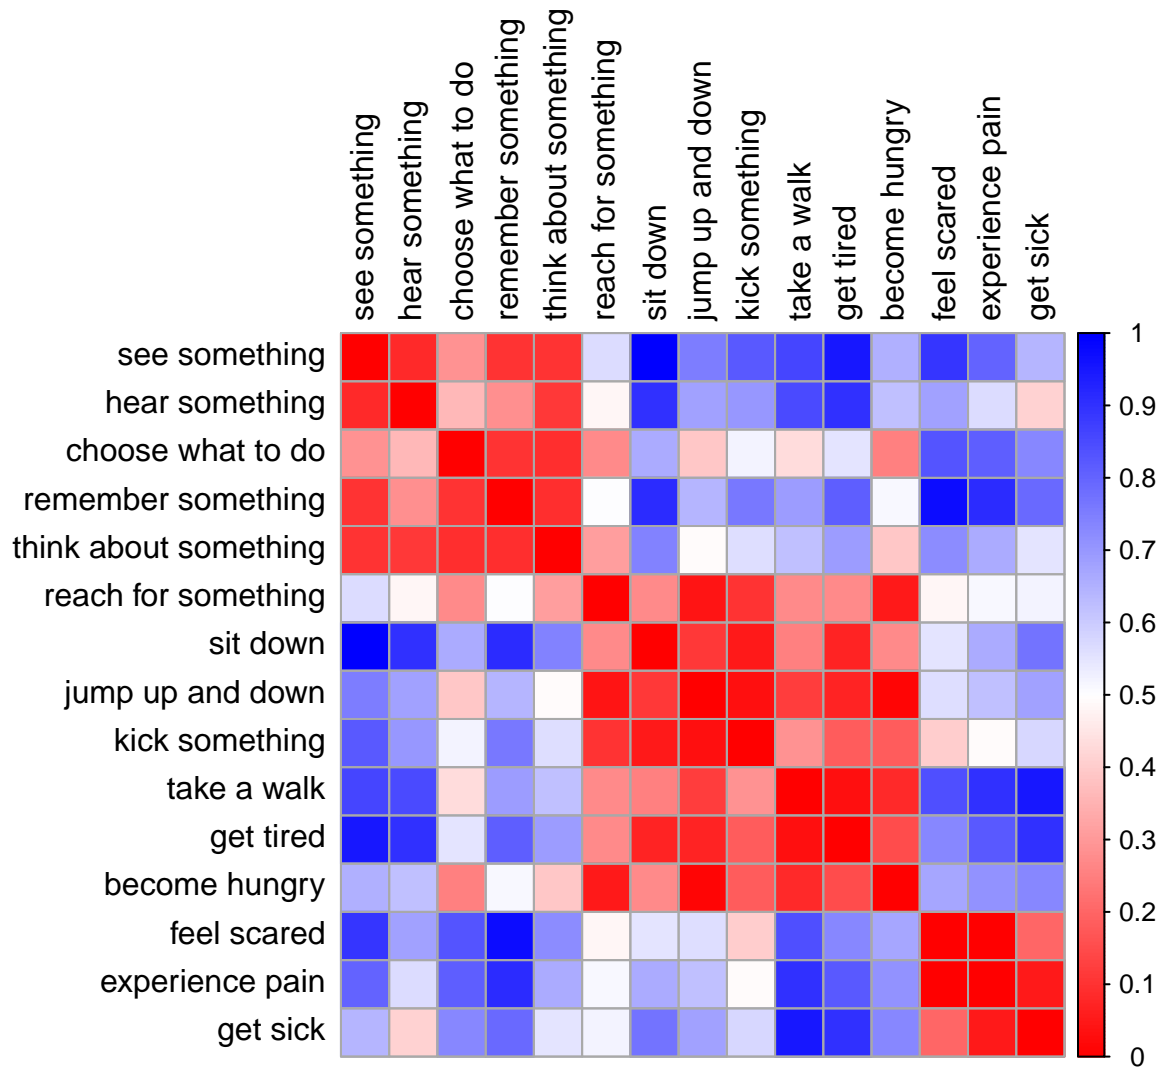 see something
hear something
choose what to do
remember something
think about something
reach for something
sit down
jump up and down
kick something
take a walk
get tired
become hungry
feel scared
experience pain
get sick
see something
hear something
choose what to do
remember something
think about something
reach for something
sit down
jump up and down
kick something
take a walk
get tired
become hungry
feel scared
experience pain
get sick
1
0.9
0.8
0.7
0.6
0.5
0.4
0.3
0.2
0.1
0